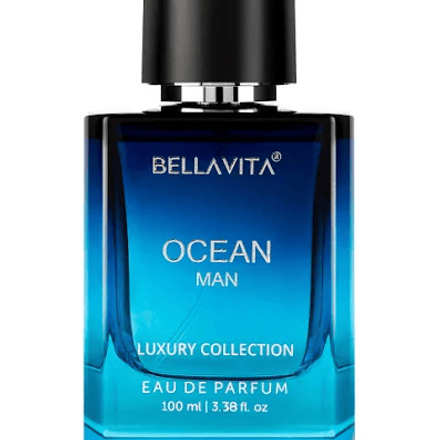 BELLAVITA®
OCEAN
MAN
LUXURY COLLECTION
EAU DE PARFUM
100 ml | 3.38 fl. oz